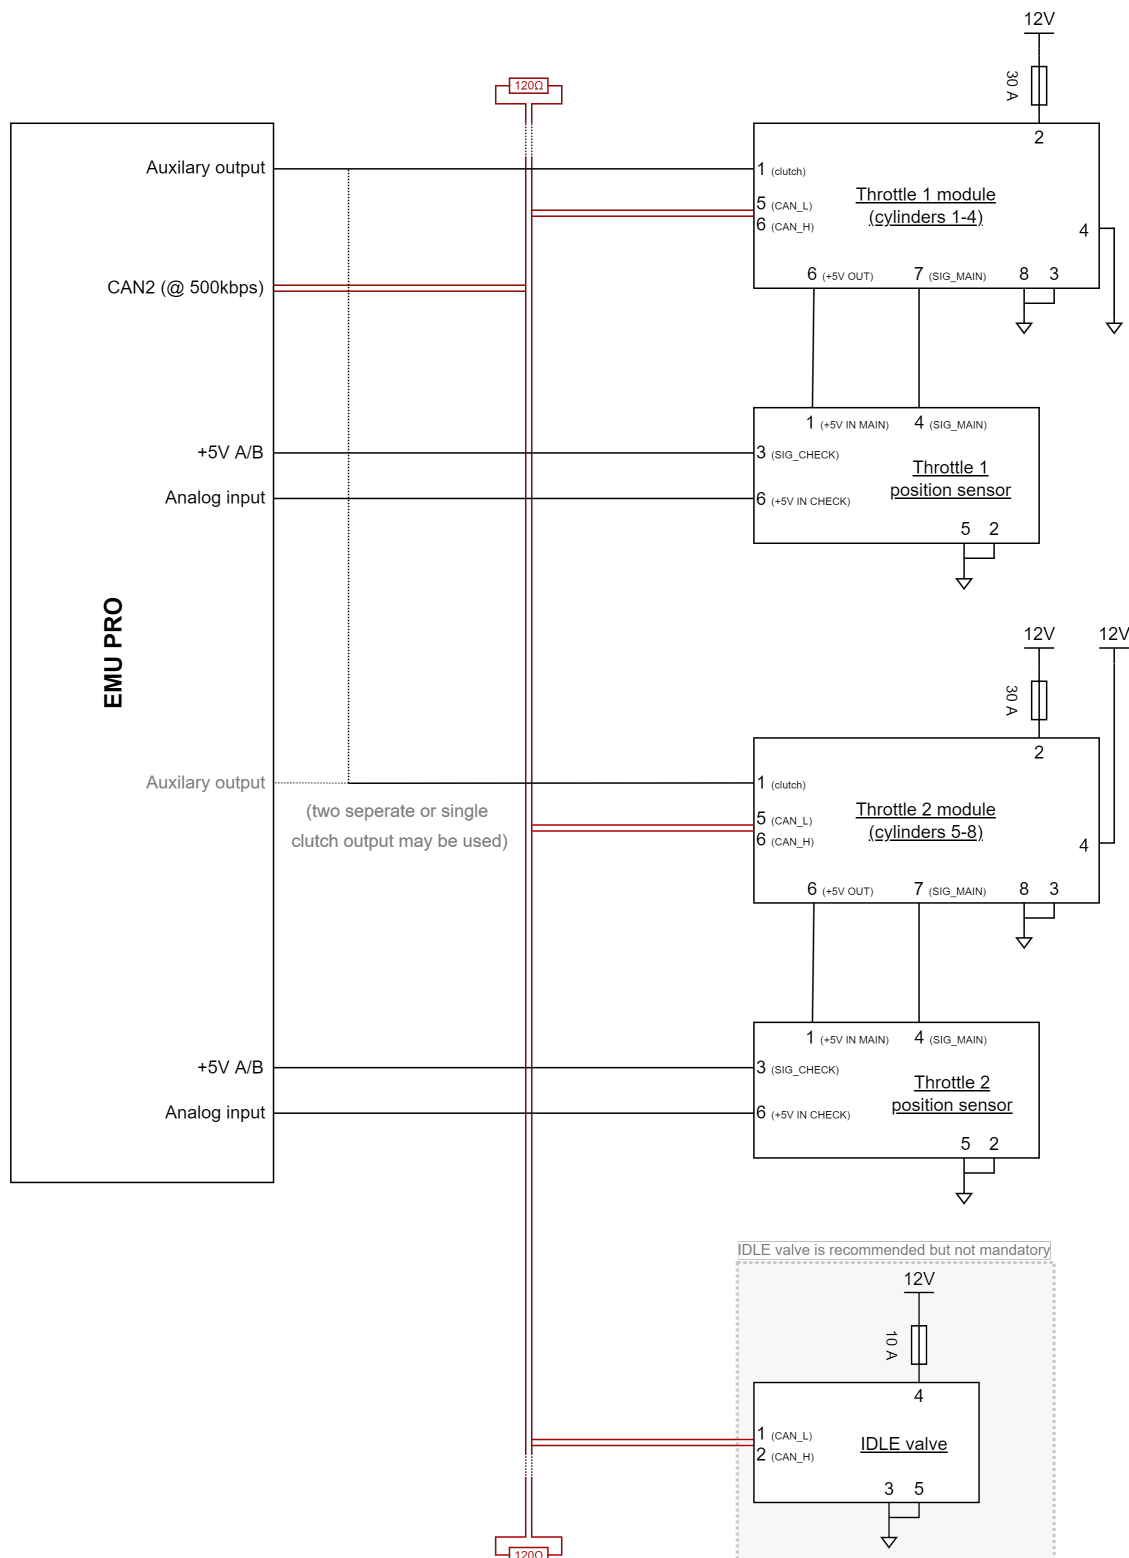 12V
30 A
120Ω
2
Auxilary output
1 (clutch)
Throttle 1 module
(cylinders 1-4)
5 (CAN_L)
6 (CAN_H)
4
CAN2 (@ 500kbps)
6 (+5V OUT)
7 (SIG_MAIN)
8
3
1 (+5V IN MAIN)
4 (SIG_MAIN)
+5V A/B
3 (SIG_CHECK)
Throttle 1
position sensor
Analog input
6 (+5V IN CHECK)
5
2
EMU PRO
12V
12V
30 A
2
Auxilary output
1 (clutch)
(two seperate or single
clutch output may be used)
Throttle 2 module
(cylinders 5-8)
5 (CAN_L)
6 (CAN_H)
4
6 (+5V OUT)
7 (SIG_MAIN)
8
3
1 (+5V IN MAIN)
4 (SIG_MAIN)
+5V A/B
3 (SIG_CHECK)
Throttle 2
position sensor
Analog input
6 (+5V IN CHECK)
5
2
IDLE valve is recommended but not mandatory
12V
10 A
4
1 (CAN_L)
2 (CAN_H)
IDLE valve
3
5
120Ω